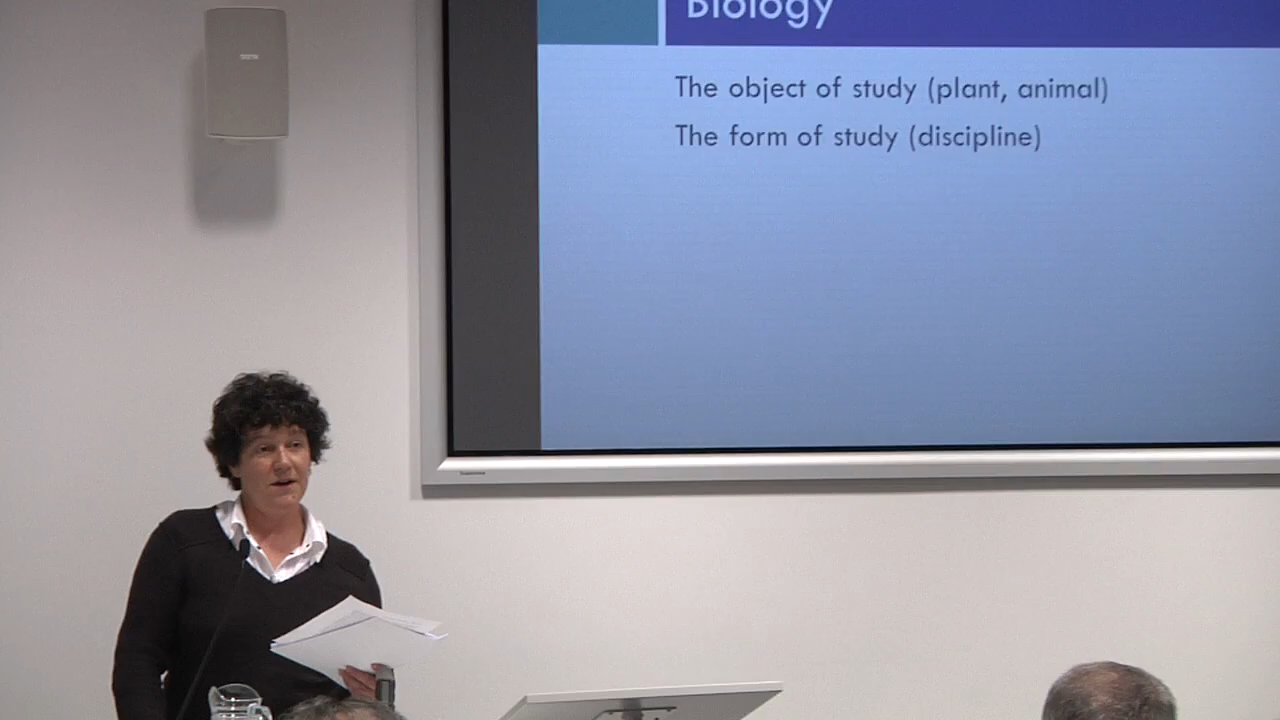 Biology
The object of study (plant, animal)
The form of study (discipline)